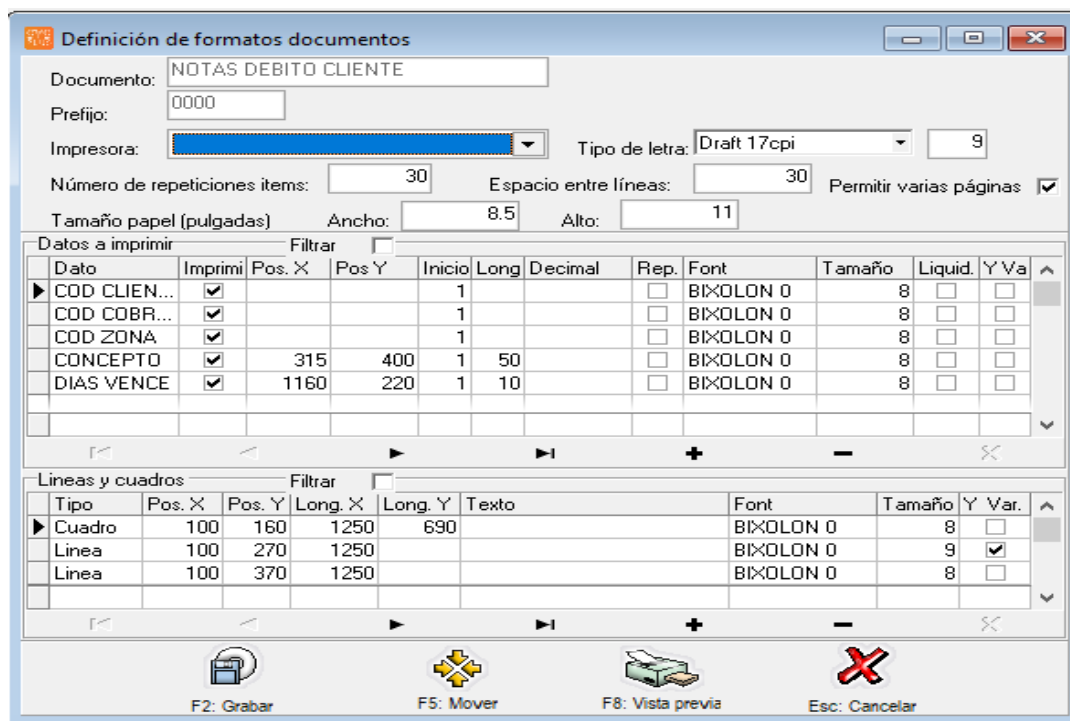 Definición de formatos documentos
Documento: NOTAS DEBITO CLIENTE
Prefijo: 0000
Impresora: Tipo de letra: Draft 17cpi 9
Número de repeticiones items: 30 Espacio entre líneas: 30 Permitir varias páginas
Tamaño papel (pulgadas) Ancho: 8.5 Alto: 11
Datos a imprimir Filtrar
Dato Imprimi Pos. X Pos Y Inicio Long Decimal Rep. Font Tamaño Liquid. Y Va
COD CLIEN... 1 BIXOLON 0 8
COD COBR... 1 BIXOLON 0 8
COD ZONA 1 BIXOLON 0 8
CONCEPTO 315 400 1 50 BIXOLON 0 8
DIAS VENCE 1160 220 1 10 BIXOLON 0 8
Lineas y cuadros Filtrar
Tipo Pos. X Pos. Y Long. X Long. Y Texto Font Tamaño Y Var.
Cuadro 100 160 1250 690 BIXOLON 0 8
Linea 100 270 1250 BIXOLON 0 9
Linea 100 370 1250 BIXOLON 0 8
F2: Grabar F5: Mover F8: Vista previa Esc: Cancelar